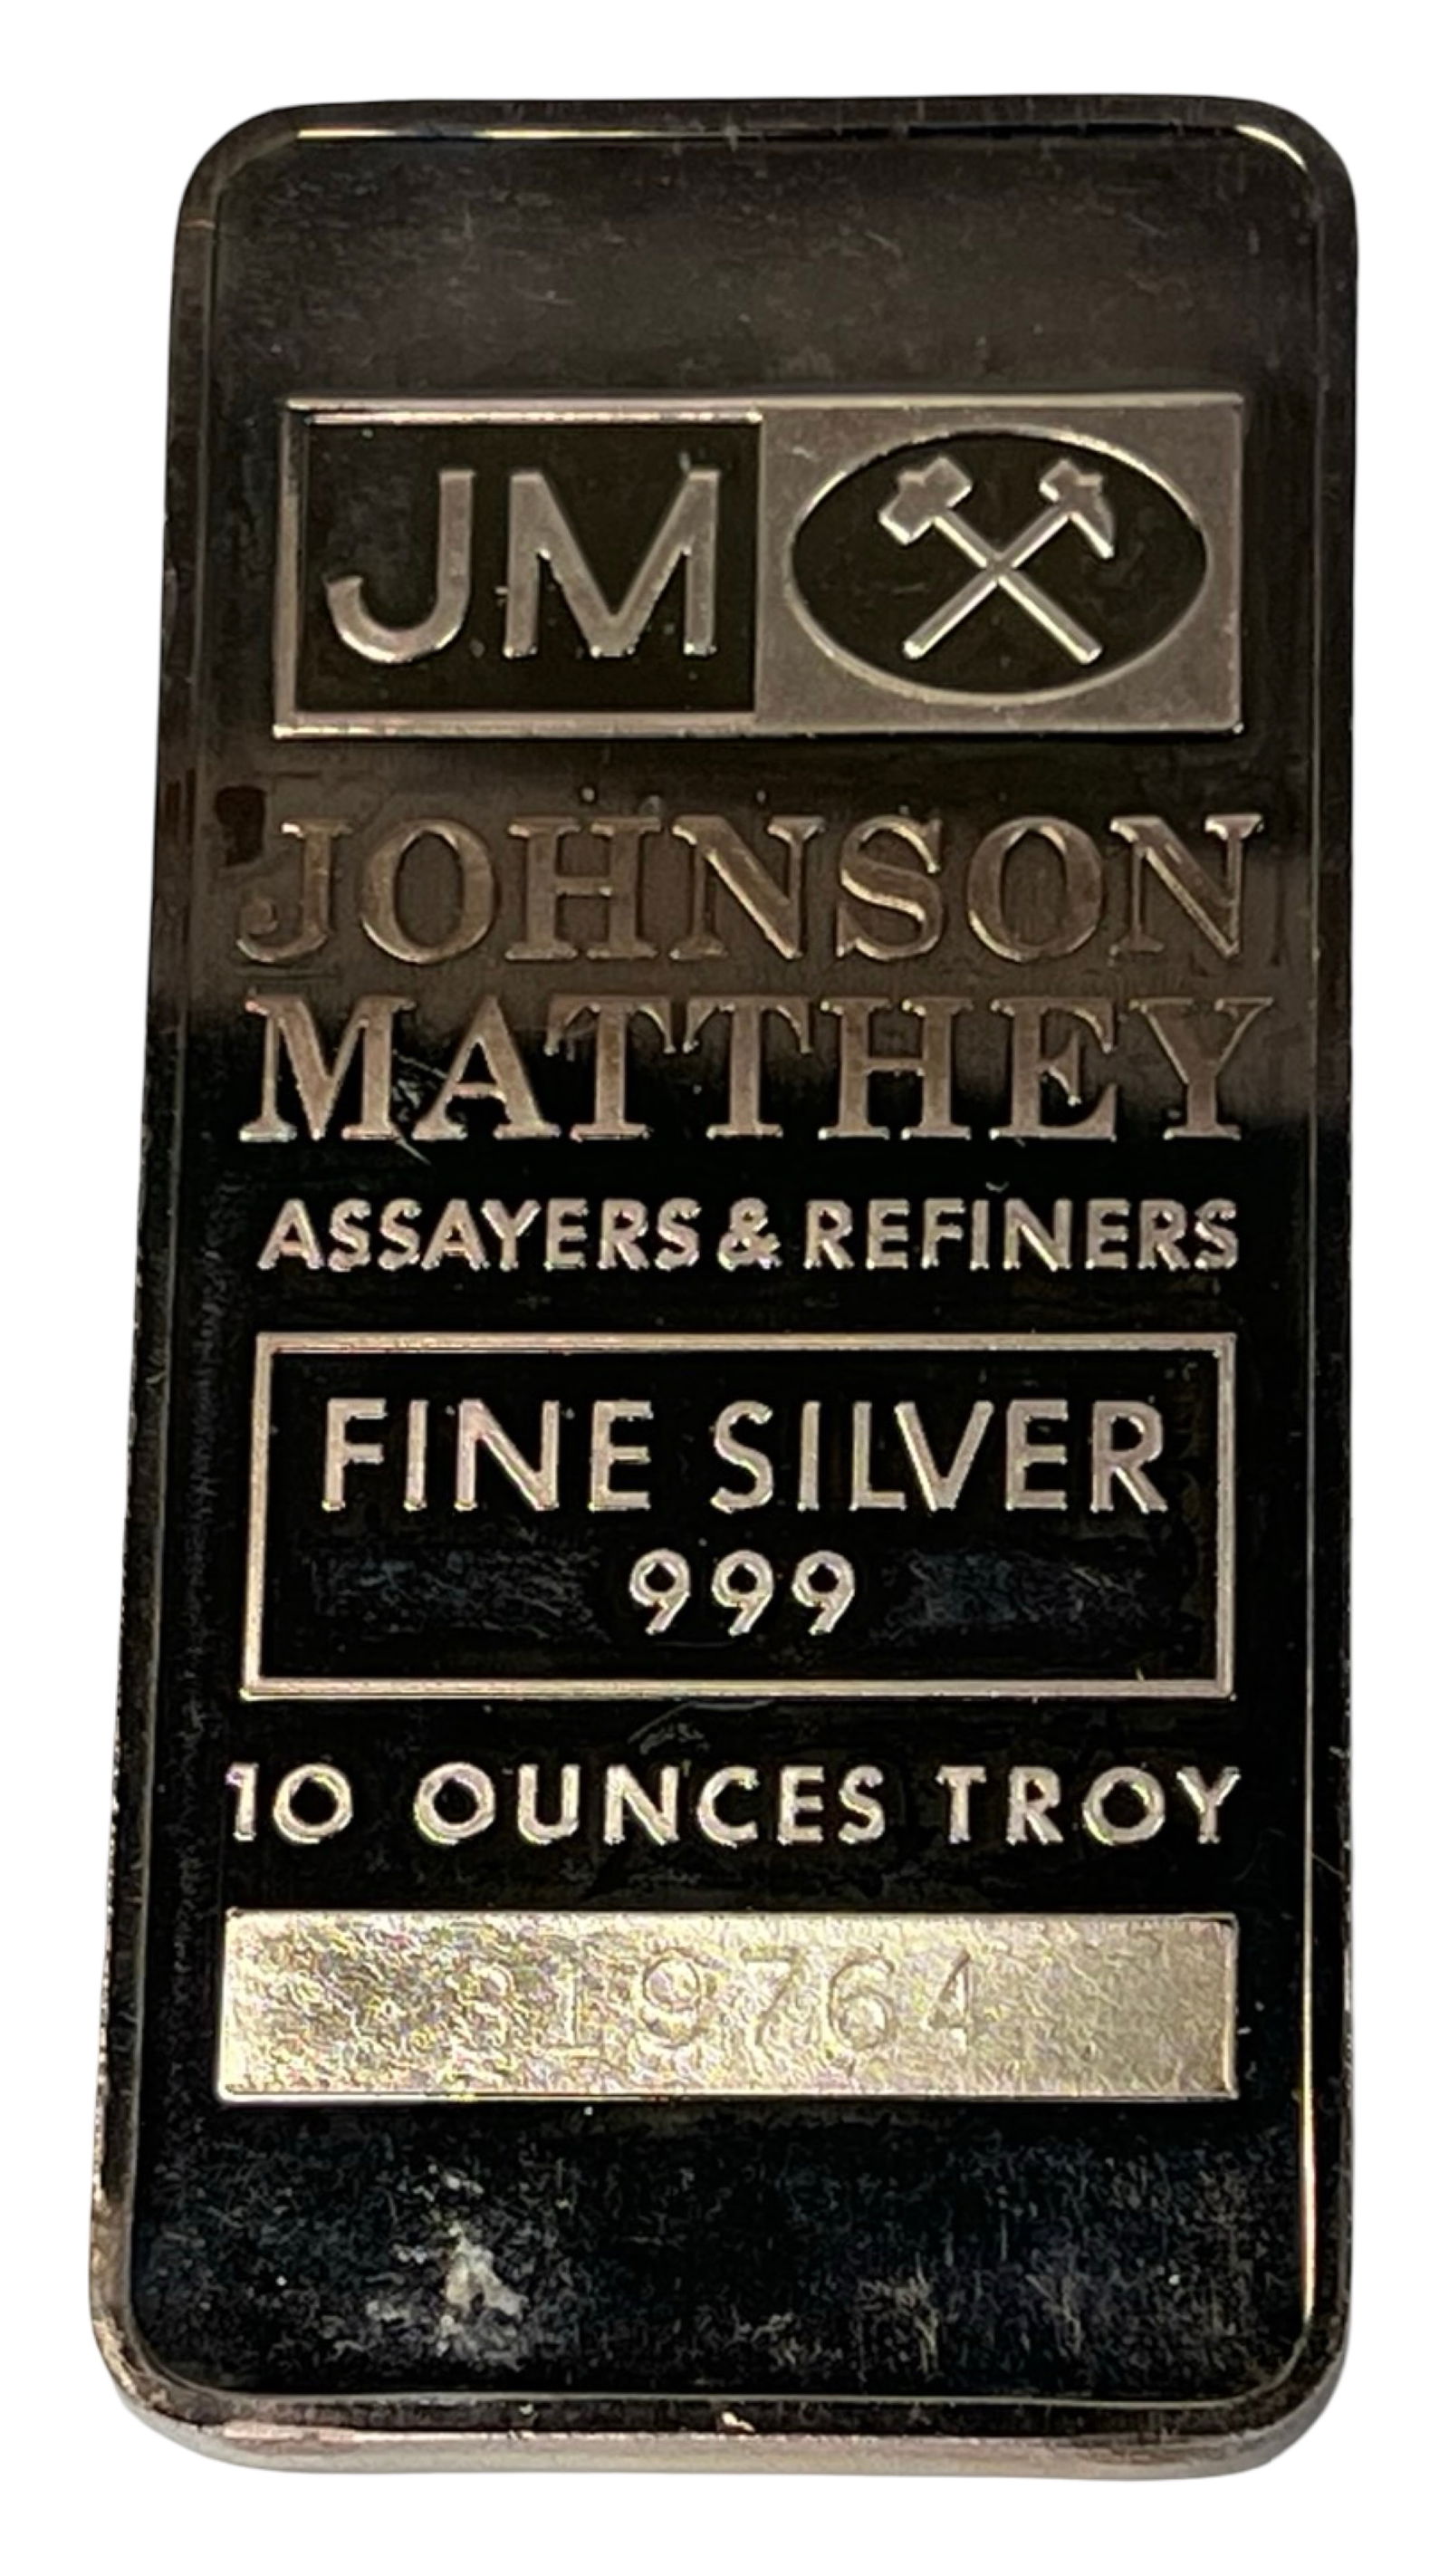 JM
JOHNSON
MATTHEY
ASSAYERS & REFINERS
FINE SILVER
999
10 OUNCES TROY